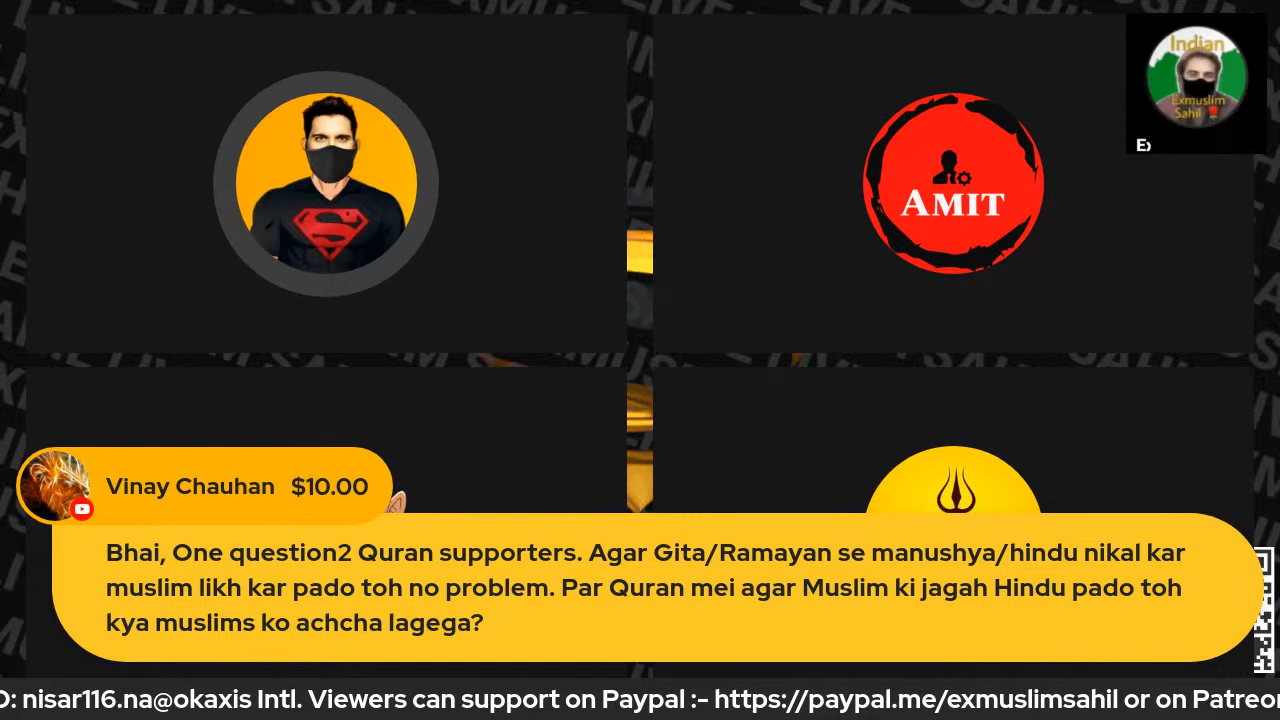 Indian
Exmuslim
Sahil
AMIT
Vinay Chauhan $10.00
Bhai, One question2 Quran supporters. Agar Gita/Ramayan se manushya/hindu nikal kar
muslim likh kar pado toh no problem. Par Quran mei agar Muslim ki jagah Hindu pado toh
kya muslims ko achcha lagega?
: nisar116.na@okaxis Intl. Viewers can support on Paypal :- https://paypal.me/exmuslimsahil or on